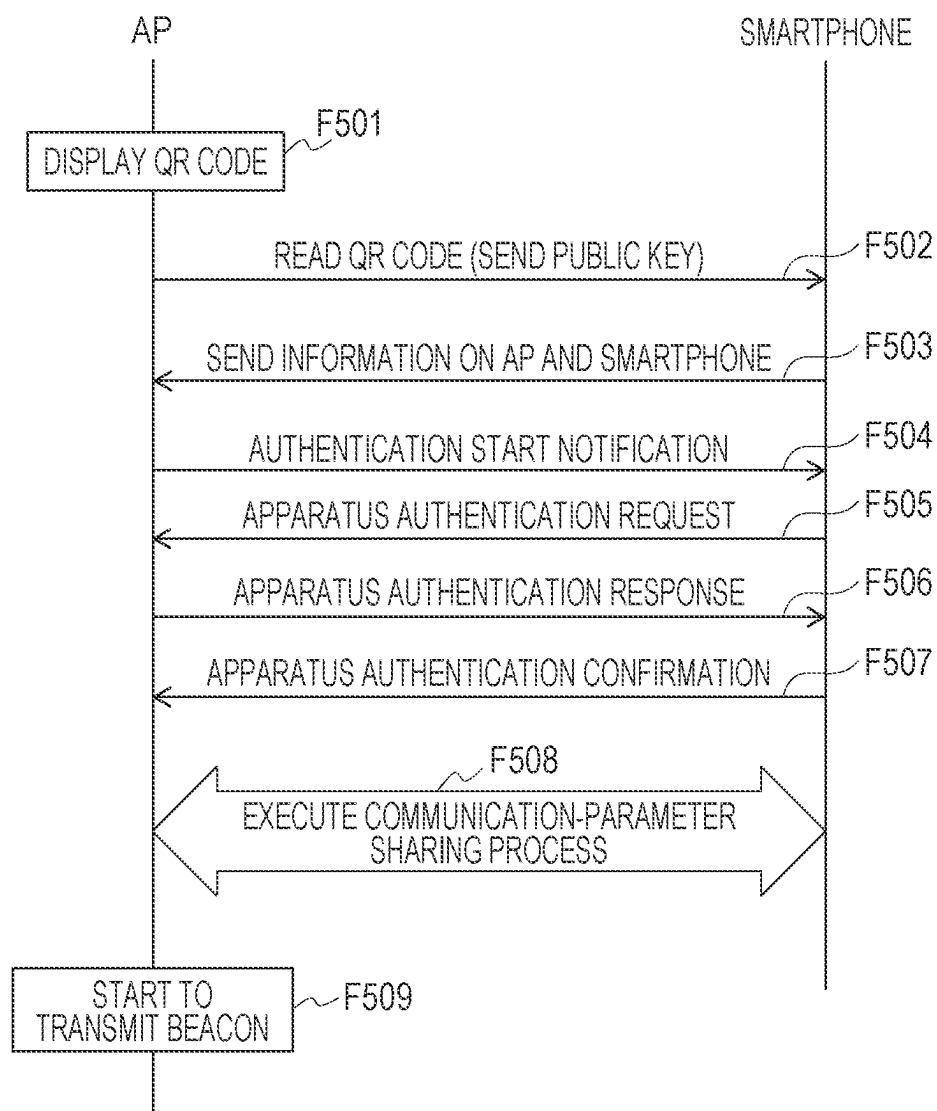 AP
SMARTPHONE
F501
DISPLAY QR CODE
READ QR CODE (SEND PUBLIC KEY)
F502
SEND INFORMATION ON AP AND SMARTPHONE
F503
AUTHENTICATION START NOTIFICATION
F504
APPARATUS AUTHENTICATION REQUEST
F505
APPARATUS AUTHENTICATION RESPONSE
F506
APPARATUS AUTHENTICATION CONFIRMATION
F507
F508
EXECUTE COMMUNICATION-PARAMETER
SHARING PROCESS
START TO
TRANSMIT BEACON
F509